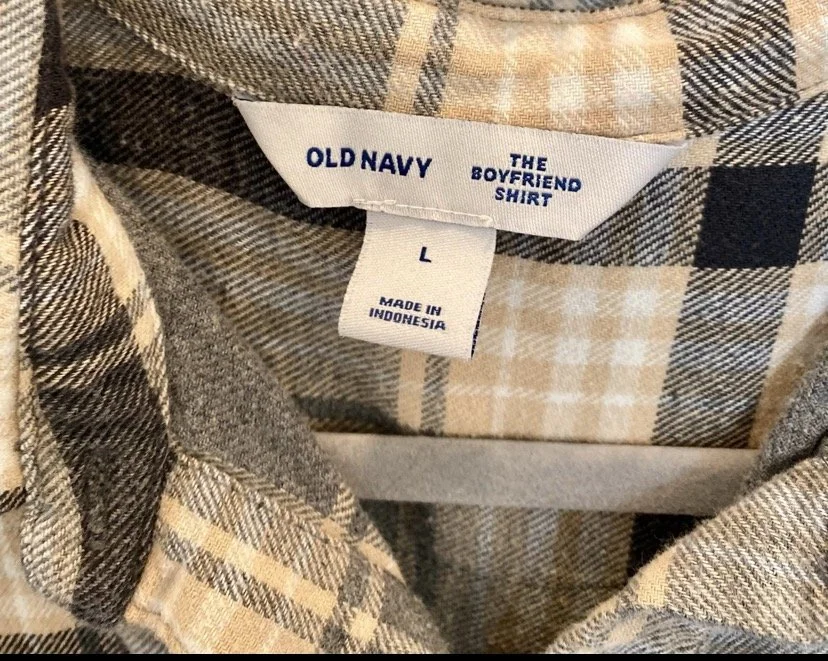 OLD NAVY
THE
BOYFRIEND
SHIRT
L
MADE IN
INDONESIA